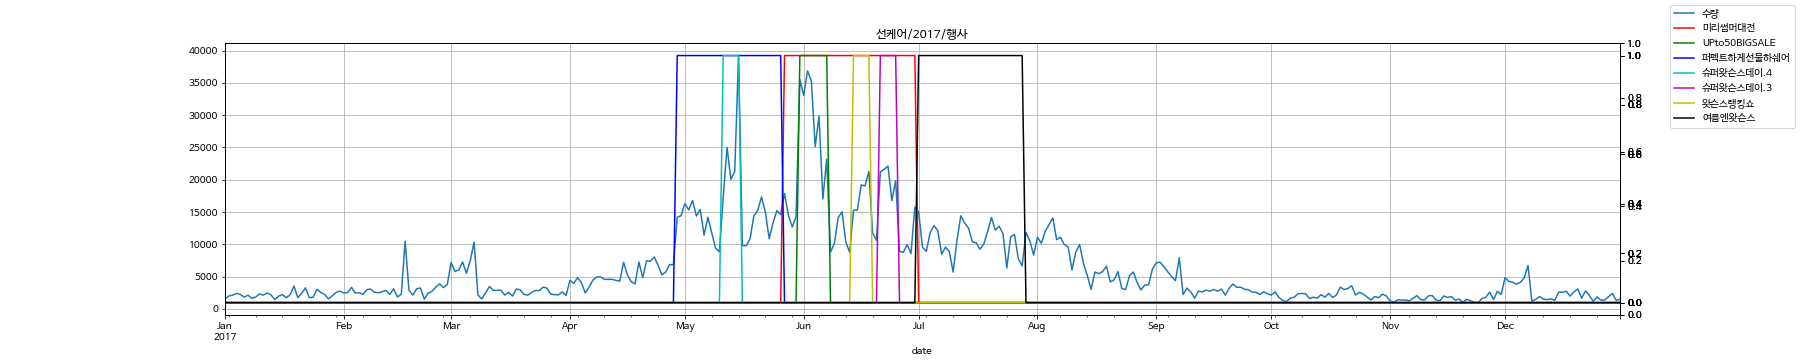 선케어/2017/행사
수량
미리썸머대전
UPto50BIGSALE
퍼펙트하게선물하쉐어
슈퍼왓슨스데이.4
슈퍼왓슨스데이.3
왓슨스랭킹쇼
여름엔왓슨스
40000
35000
30000
25000
20000
15000
10000
5000
0
1.0
1.0
0.8
0.8
0.6
0.6
0.4
0.4
0.2
0.2
0.0
0.0
Jan Feb Mar Apr May Jun Jul Aug Sep Oct Nov Dec
2017
date